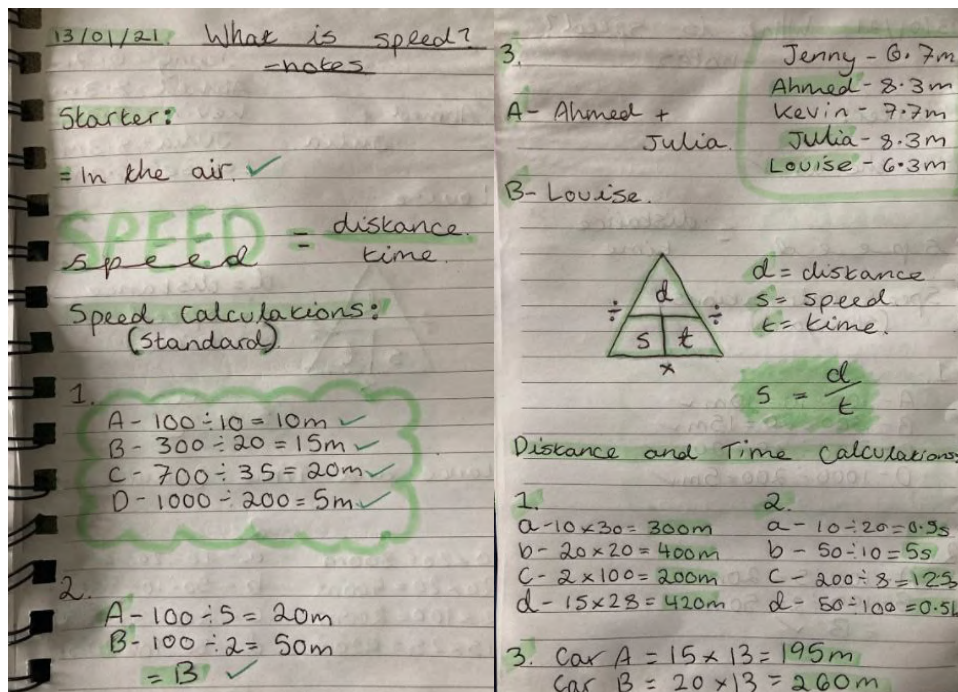 13/01/21. What is speed?
-notes
Starter:
= In the air. ✓
SPEED = distance.
speed time.
Speed Calculations:
(standard)
1.
A - 100 ÷ 10 = 10m ✓
B - 300 ÷ 20 = 15m ✓
C - 700 ÷ 35 = 20m ✓
D - 1000 ÷ 200 = 5m ✓
2.
A - 100 ÷ 5 = 20m
B - 100 ÷ 2 = 50m
= B ✓
3.
Jenny - 6.7m
Ahmed - 8.3m
Kevin - 7.7m
Julia - 8.3m
Louise - 6.3m
A - Ahmed +
Julia.
B - Louise.
÷ d ÷
s t
×
d = distance
s = speed.
t = time.
s = d/t
Distance and Time Calculations:
1.
a - 10 × 30 = 300m
b - 20 × 20 = 400m
C - 2 × 100 = 200m
d - 15 × 28 = 420m
2.
a - 10 ÷ 20 =
b - 50 ÷ 10 = 5s
C - 200 ÷ 8 =
d - 50 ÷ 100 =
3. Car A = 15 × 13 = 195m
Car B = 20 × 13 = 260m